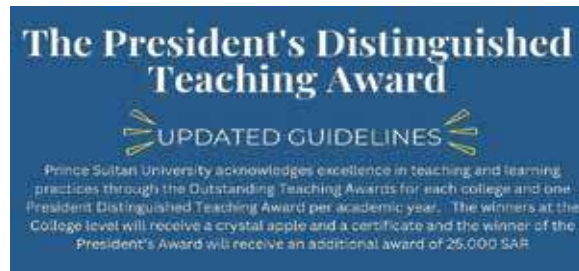 The President's Distinguished
Teaching Award
UPDATED GUIDELINES
Prince Sultan University acknowledges excellence in teaching and learning
practices through the Outstanding Teaching Awards for each college and one
President Distinguished Teaching Award per academic year. The winners at the
College level will receive a crystal apple and a certificate and the winner of the
President's Award will receive an additional award of 25.000 SAR